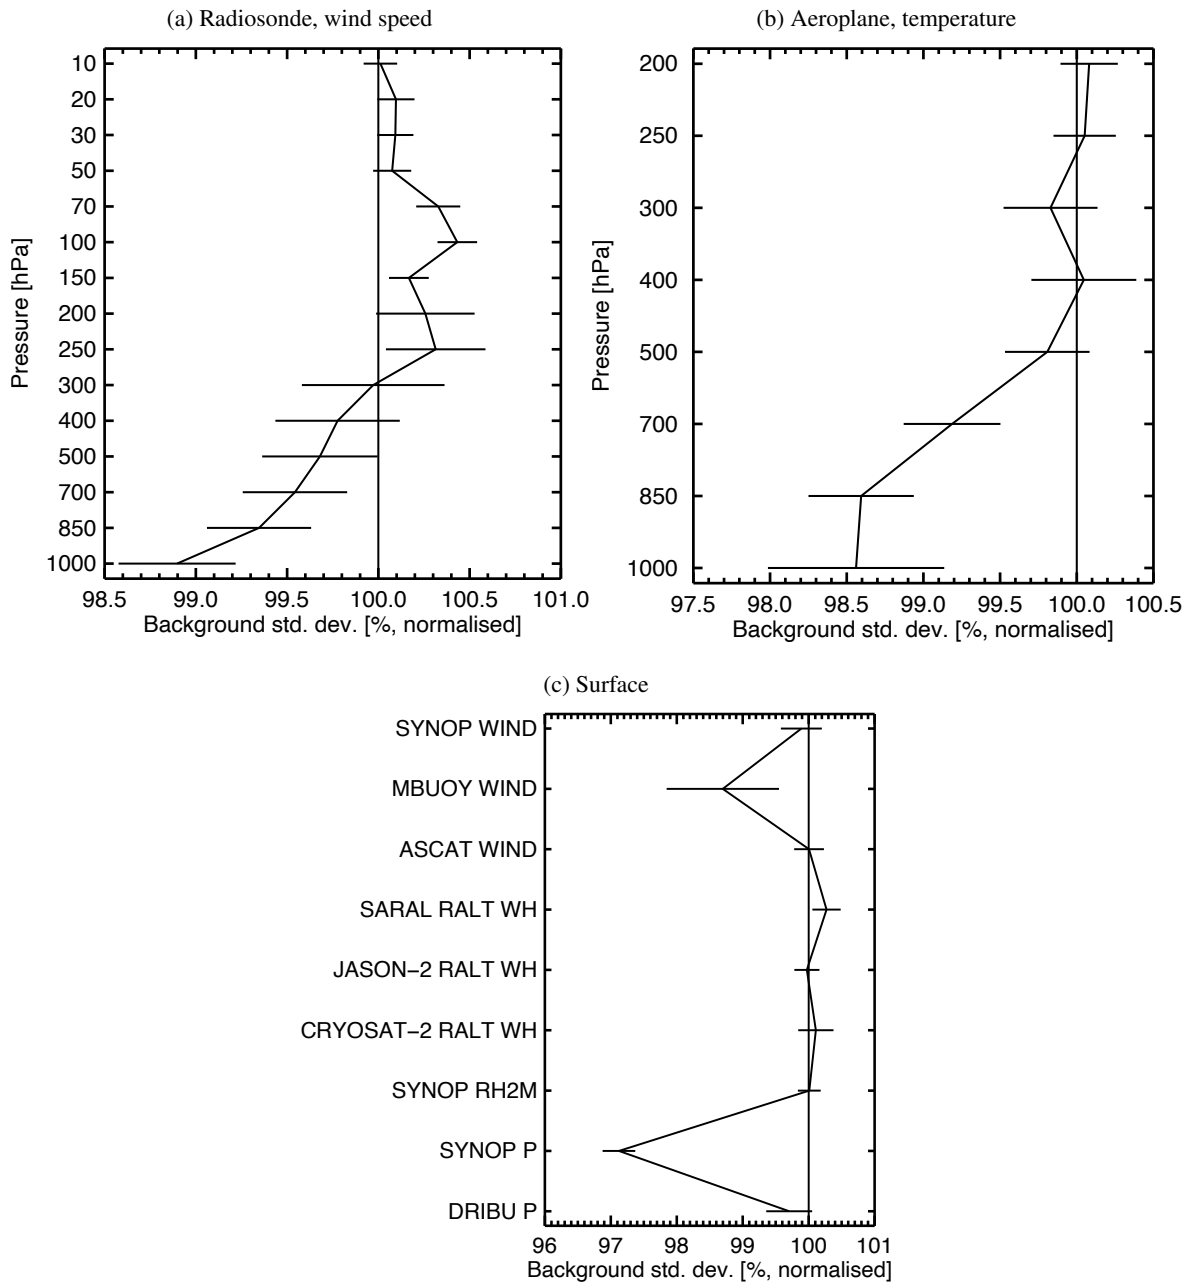 (a) Radiosonde, wind speed
10
20
30
50
70
100
150
200
250
300
400
500
700
850
1000
Pressure [hPa]
98.5 99.0 99.5 100.0 100.5 101.0
Background std. dev. [%, normalised]
(b) Aeroplane, temperature
200
250
300
400
500
700
850
1000
Pressure [hPa]
97.5 98.0 98.5 99.0 99.5 100.0 100.5
Background std. dev. [%, normalised]
(c) Surface
SYNOP WIND
MBUOY WIND
ASCAT WIND
SARAL RALT WH
JASON−2 RALT WH
CRYOSAT−2 RALT WH
SYNOP RH2M
SYNOP P
DRIBU P
96 97 98 99 100 101
Background std. dev. [%, normalised]